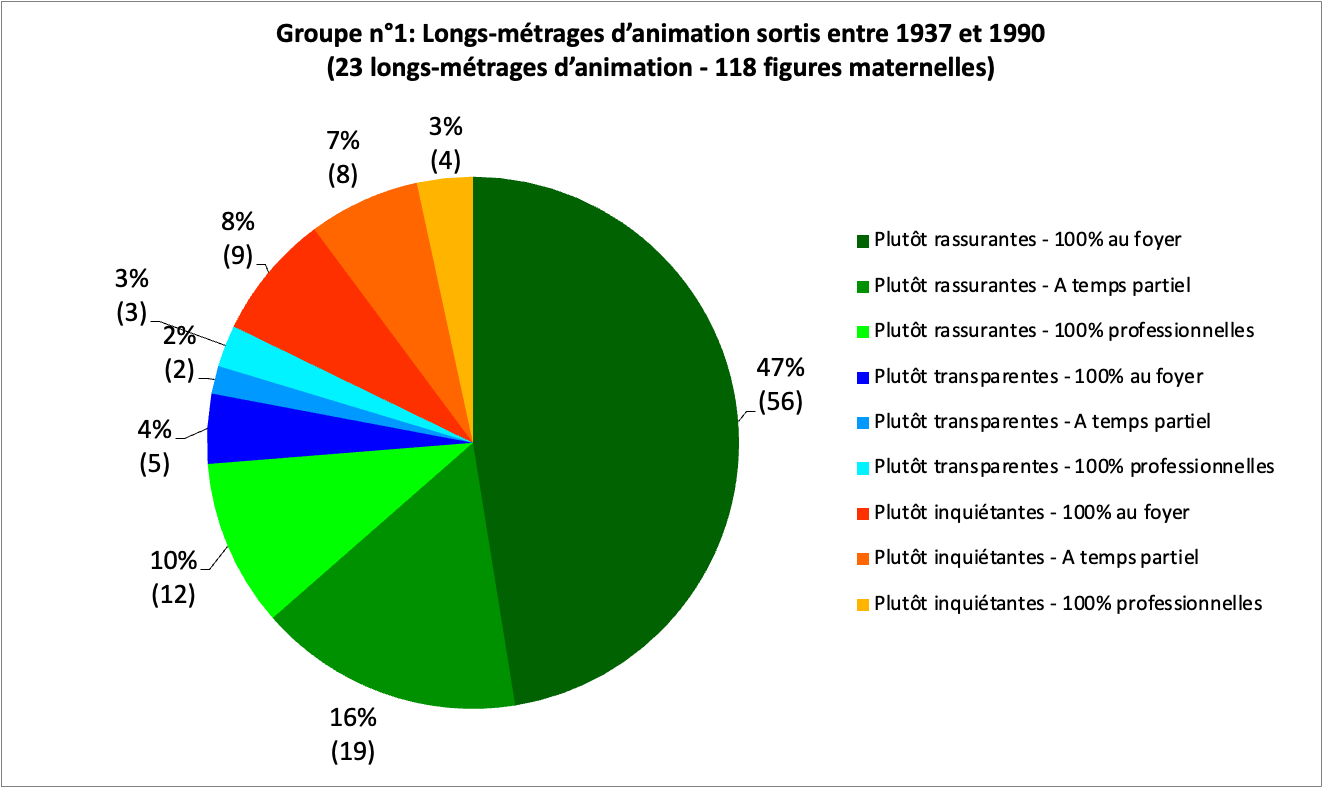 Groupe n°1: Longs-métrages d’animation sortis entre 1937 et 1990
(23 longs-métrages d’animation - 118 figures maternelles)
3%
(4)
7%
(8)
8%
(9)
3%
(3)
2%
(2)
4%
(5)
10%
(12)
16%
(19)
47%
(56)
Plutôt rassurantes - 100% au foyer
Plutôt rassurantes - A temps partiel
Plutôt rassurantes - 100% professionnelles
Plutôt transparentes - 100% au foyer
Plutôt transparentes - A temps partiel
Plutôt transparentes - 100% professionnelles
Plutôt inquiétantes - 100% au foyer
Plutôt inquiétantes - A temps partiel
Plutôt inquiétantes - 100% professionnelles